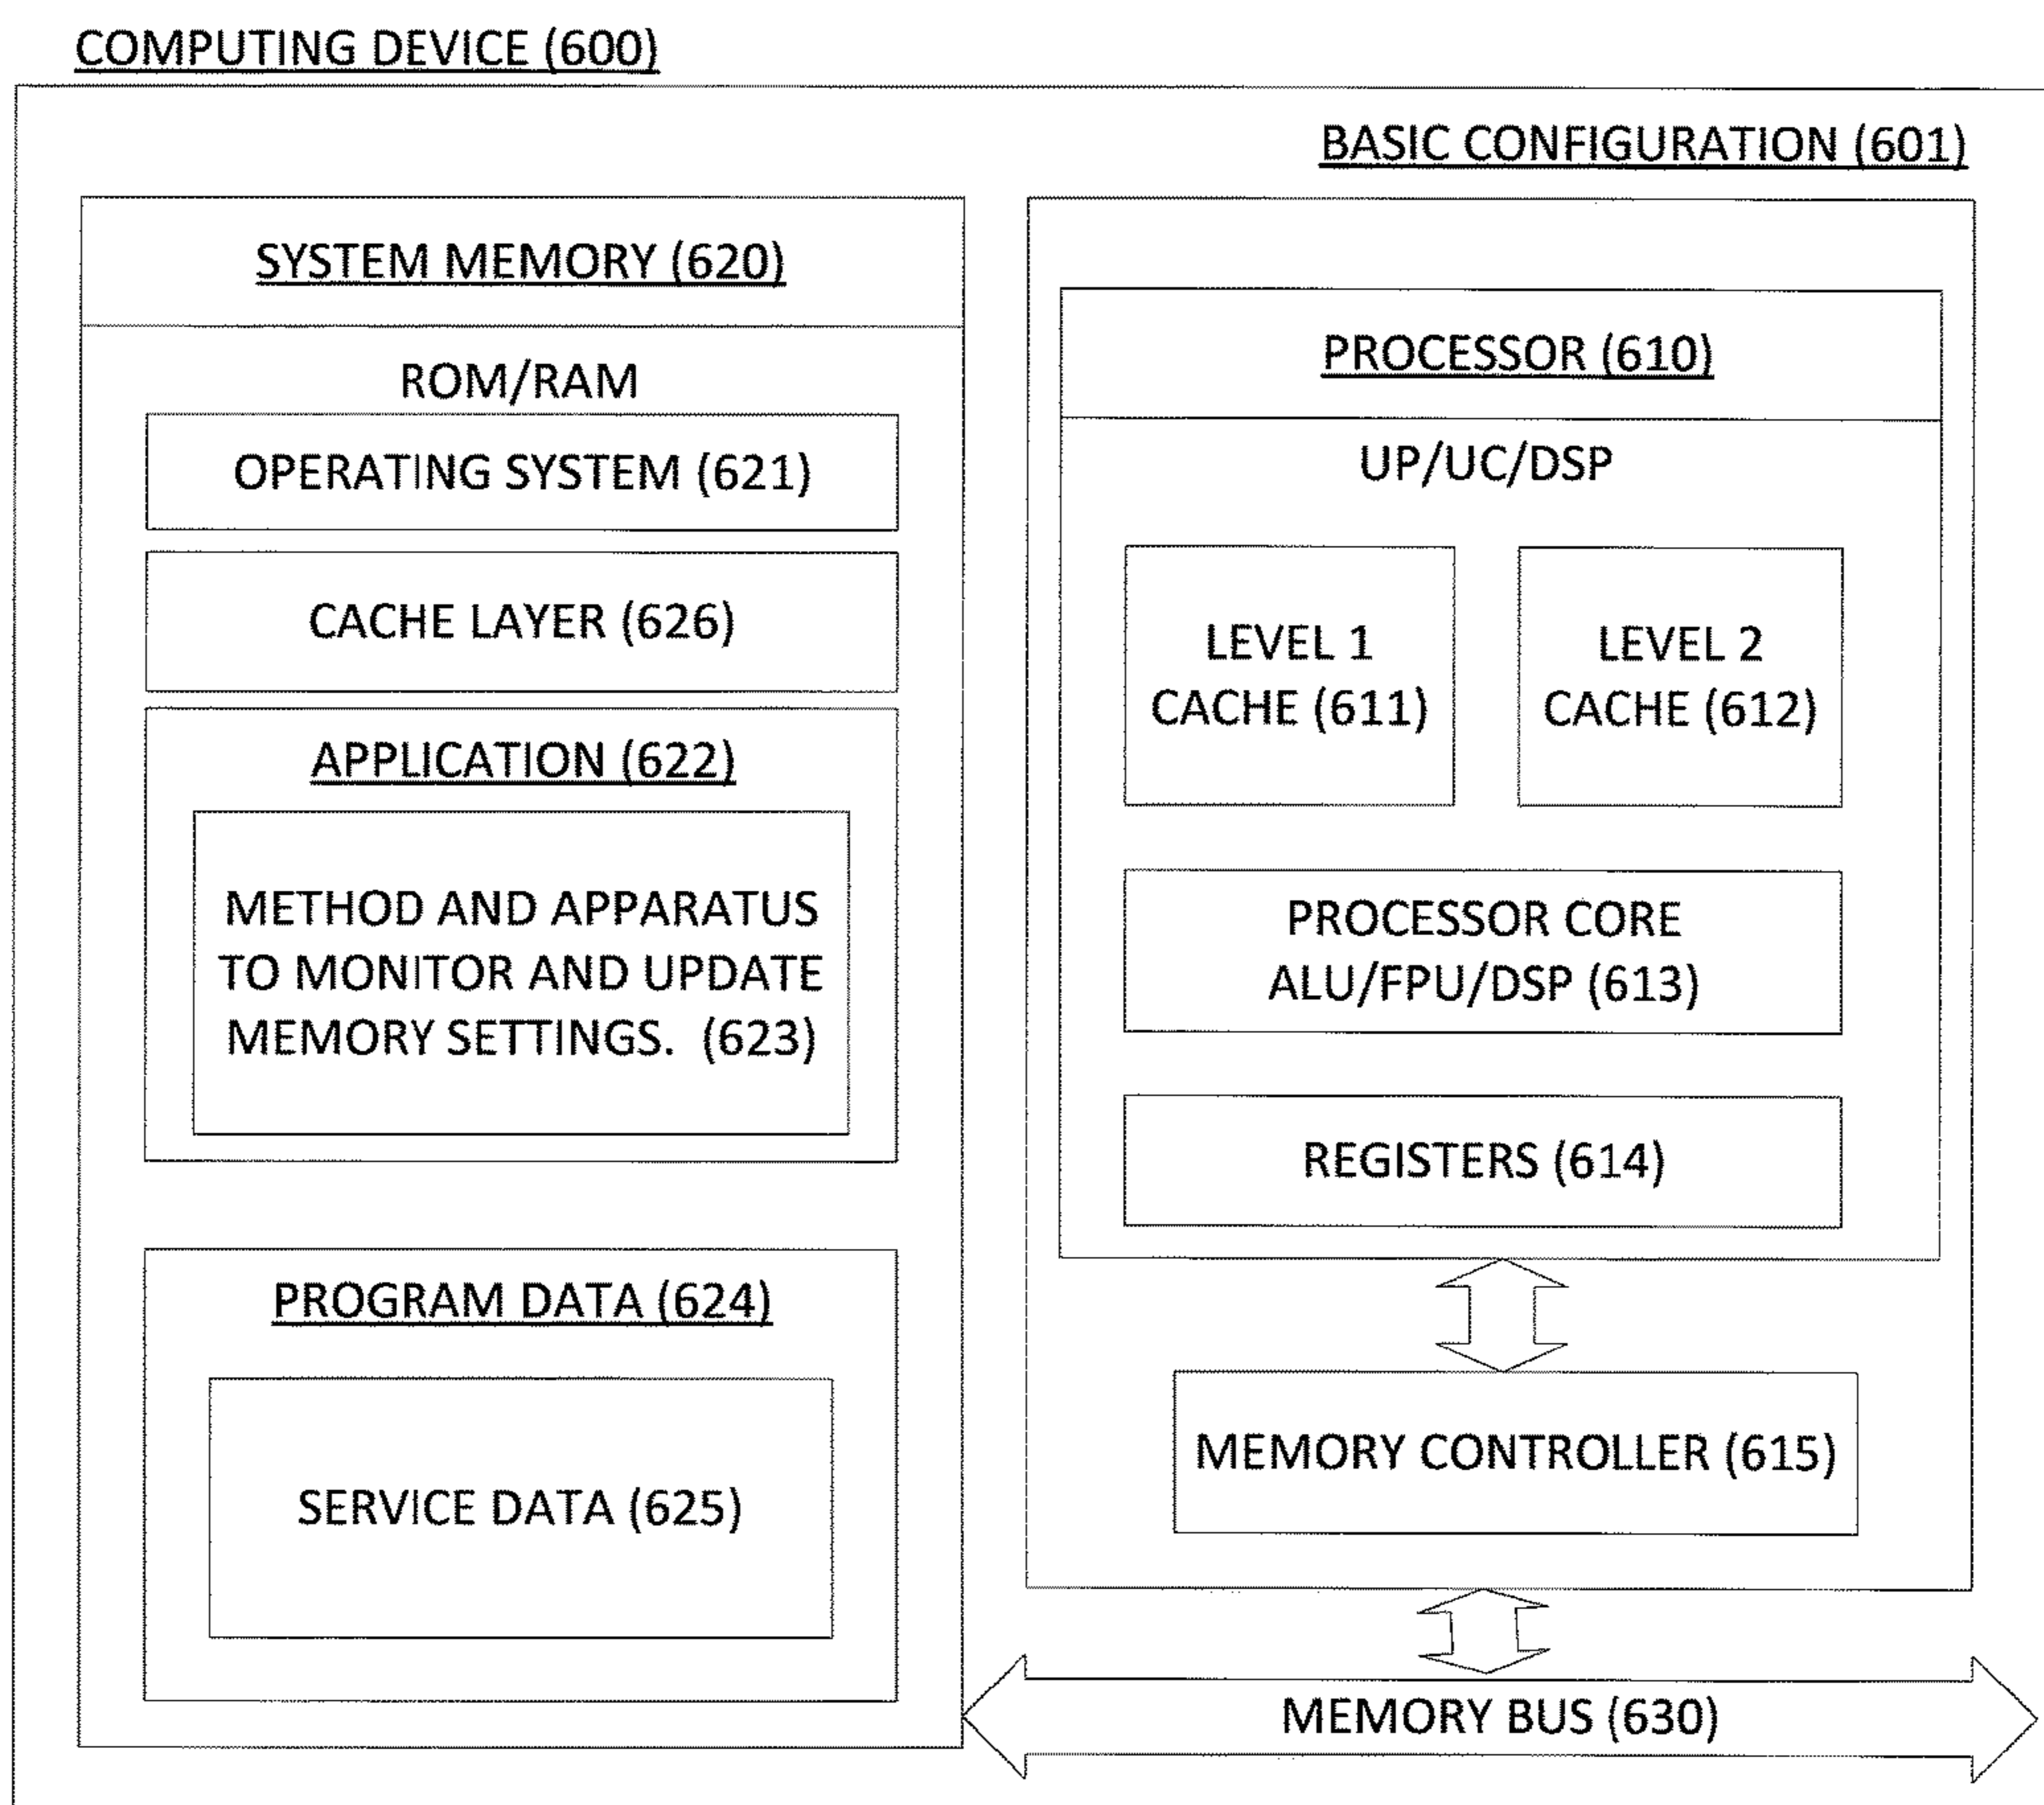 COMPUTING DEVICE (600)
BASIC CONFIGURATION (601)
SYSTEM MEMORY (620)
ROM/RAM
OPERATING SYSTEM (621)
CACHE LAYER (626)
APPLICATION (622)
METHOD AND APPARATUS
TO MONITOR AND UPDATE
MEMORY SETTINGS. (623)
PROGRAM DATA (624)
SERVICE DATA (625)
PROCESSOR (610)
UP/UC/DSP
LEVEL 1
CACHE (611)
LEVEL 2
CACHE (612)
PROCESSOR CORE
ALU/FPU/DSP (613)
REGISTERS (614)
MEMORY CONTROLLER (615)
MEMORY BUS (630)